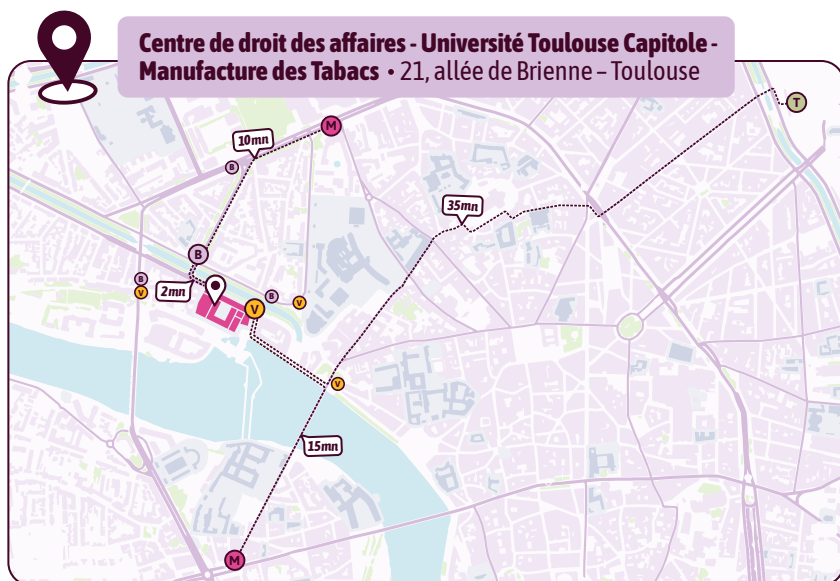 Centre de droit des affaires - Université Toulouse Capitole -
Manufacture des Tabacs • 21, allée de Brienne – Toulouse
T
M
10mn
B
35mn
B
B
V
2mn
B
V
V
V
15mn
M